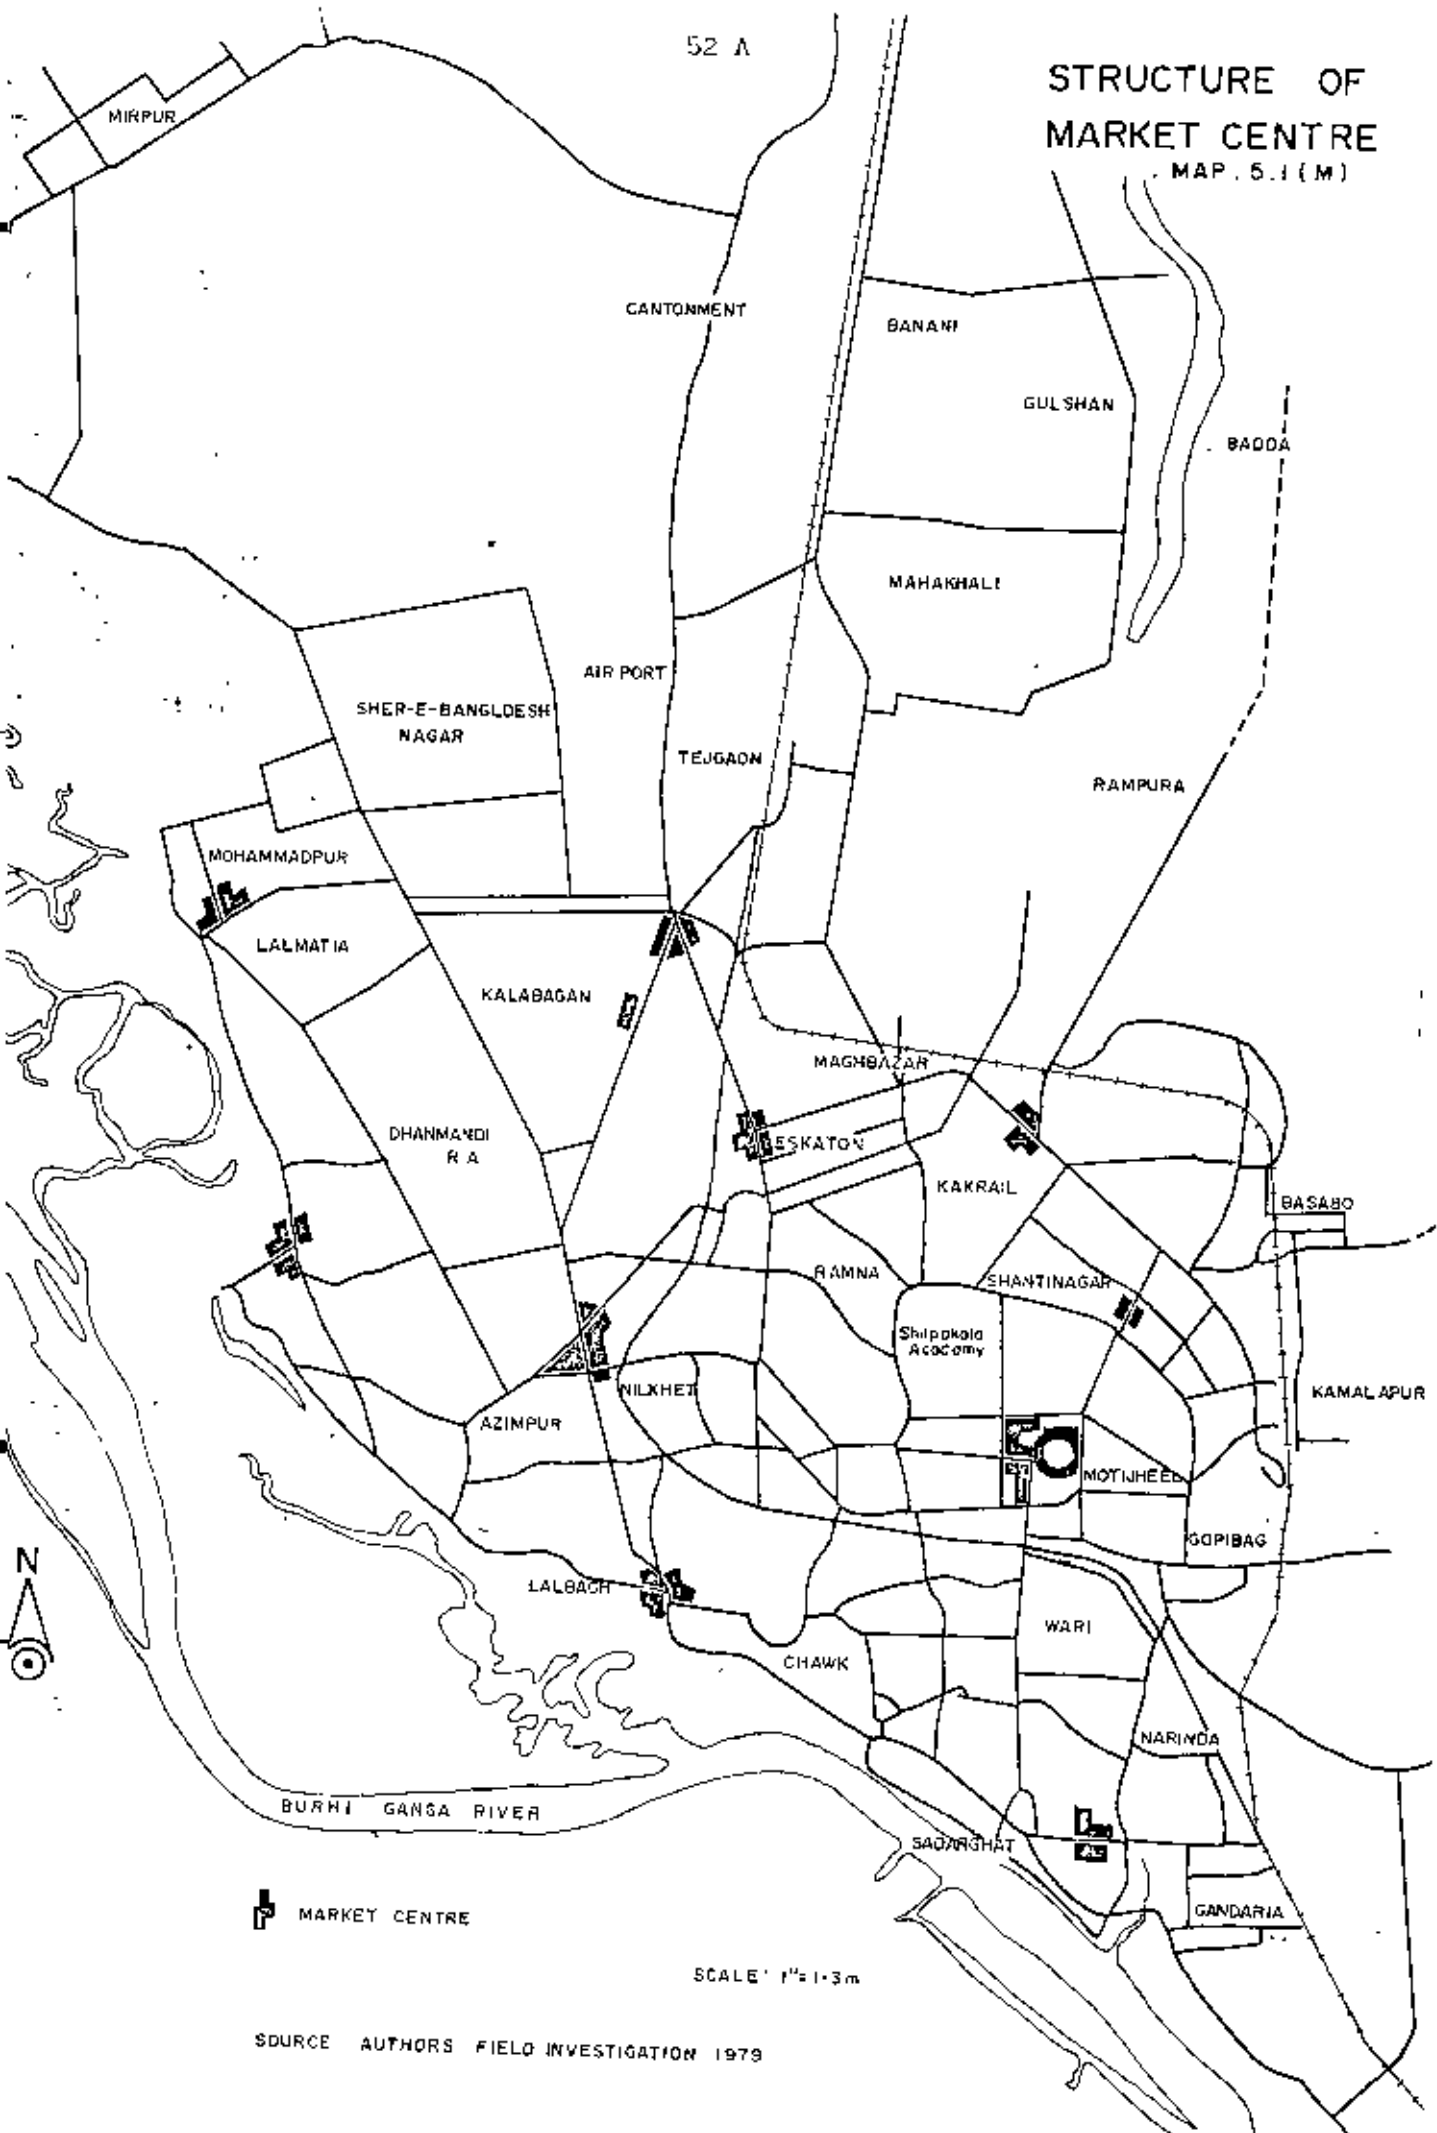 52 A
STRUCTURE OF
MARKET CENTRE
MAP. 5.1 (M)
MIRPUR
CANTONMENT
BANANI
GULSHAN
BADDA
MAHAKHALI
AIR PORT
SHER-E-BANGLDESH
NAGAR
TEJGAON
RAMPURA
MOHAMMADPUR
LALMATIA
KALABAGAN
MAGHBAZAR
DHANMANDI
R A
ESKATON
KAKRAIL
BASABO
RAMNA
SHANTINAGAR
Shilpokola
Academy
NILKHET
KAMALAPUR
AZIMPUR
MOTIJHEEL
GOPIBAG
N
LALBAGH
WARI
CHAWK
NARINDA
BURHI GANGA RIVER
SADARGHAT
GANDARIA
MARKET CENTRE
SCALE 1"=1.3m
SOURCE AUTHORS FIELD INVESTIGATION 1979